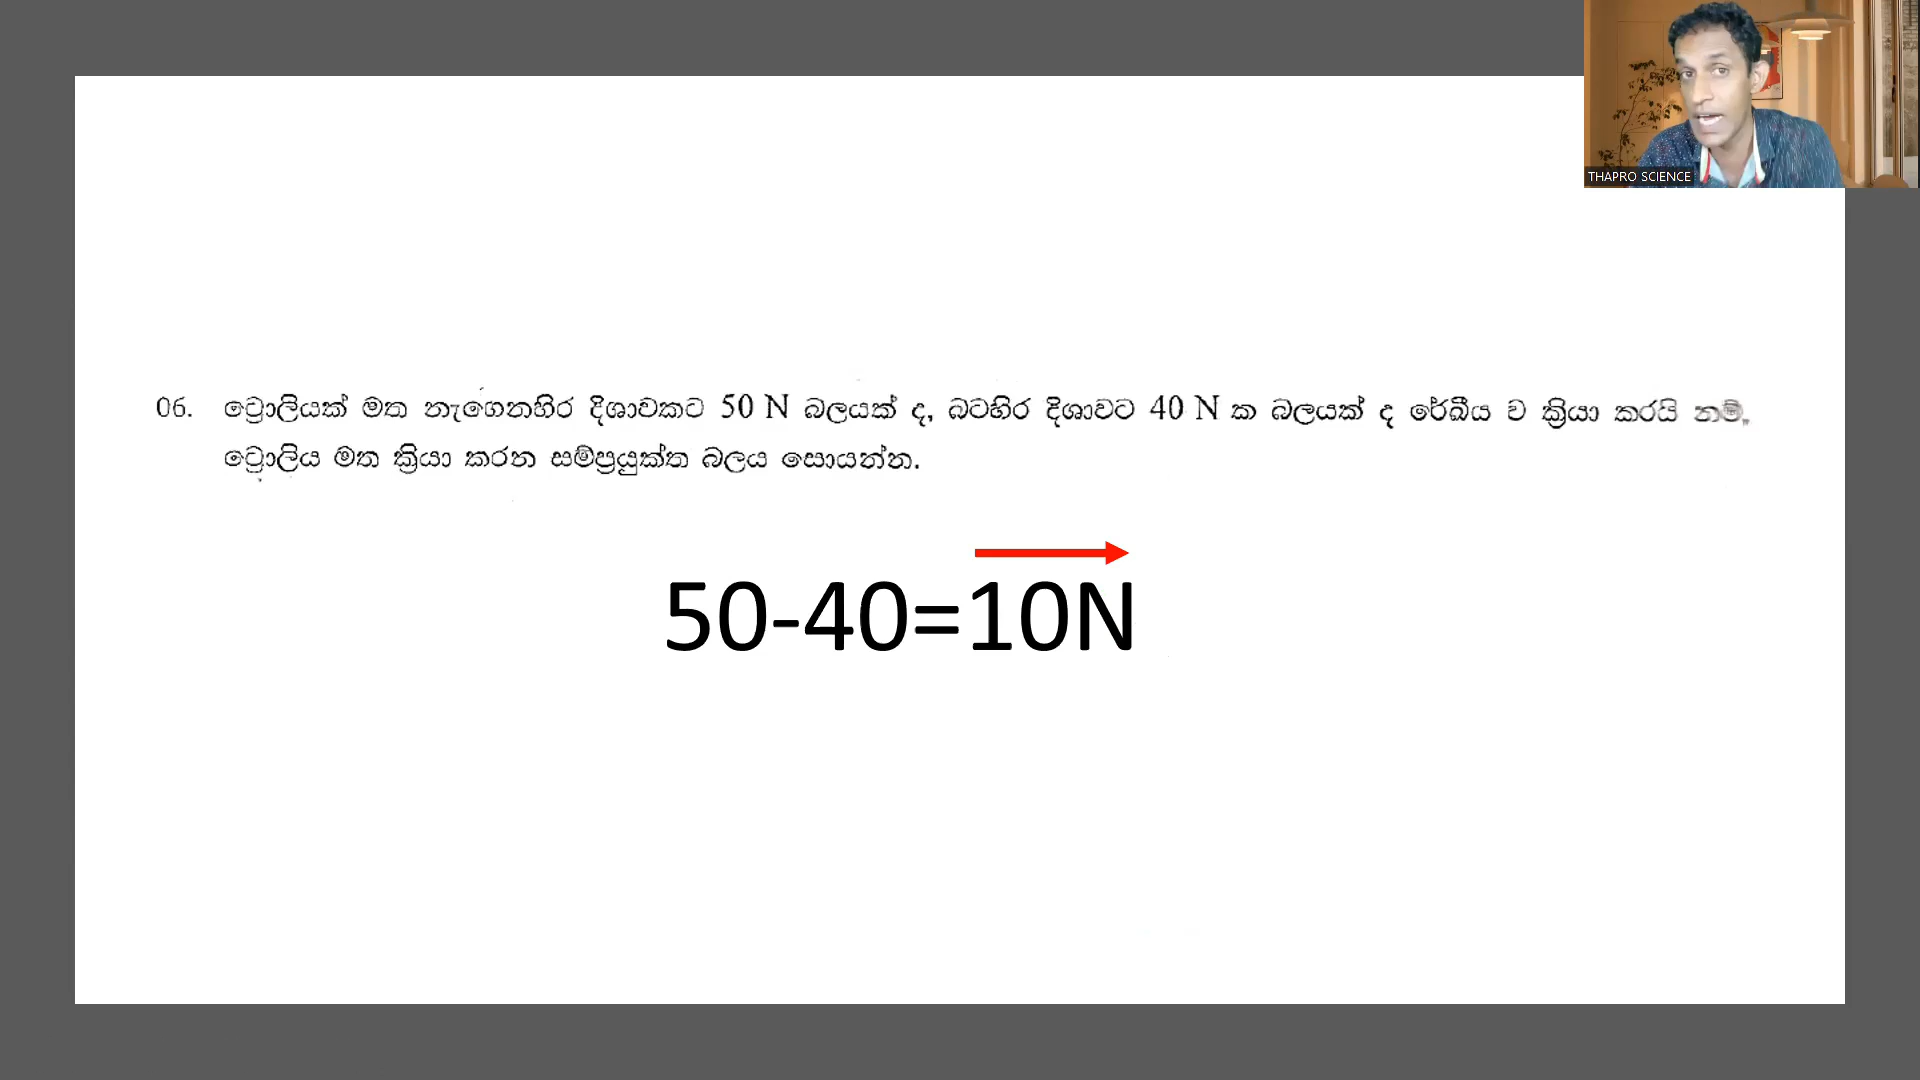 THAPRO SCIENCE
06. ට්‍රොලියක් මත නැගෙනහිර දිශාවකට 50 N බලයක් ද, බටහිර දිශාවට 40 N ක බලයක් ද රේඛීය ව ක්‍රියා කරයි නම්,
ට්‍රොලිය මත ක්‍රියා කරන සම්ප්‍රයුක්ත බලය සොයන්න.
50-40=10N